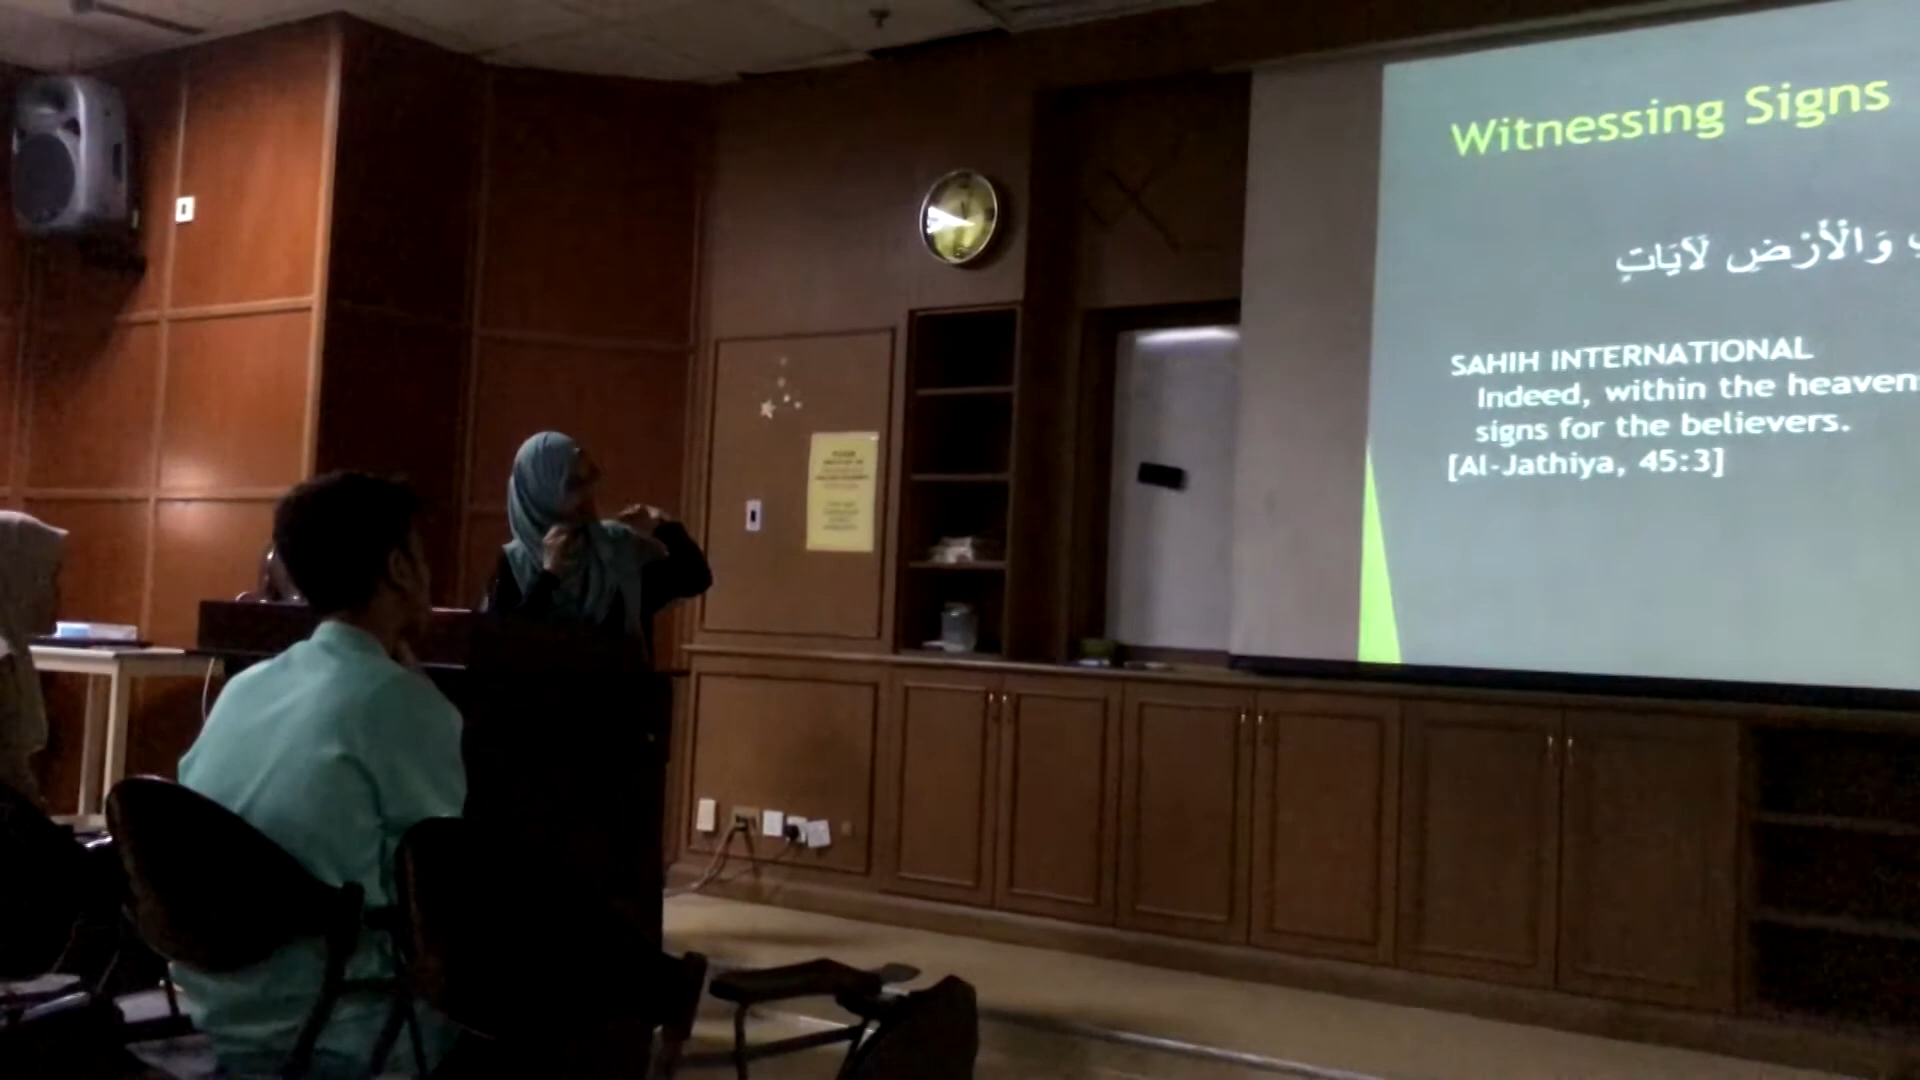 Witnessing Signs
وَالْأَرْضِ لَآيَاتٍ
SAHIH INTERNATIONAL
Indeed, within the heaven
signs for the believers.
[Al-Jathiya, 45:3]